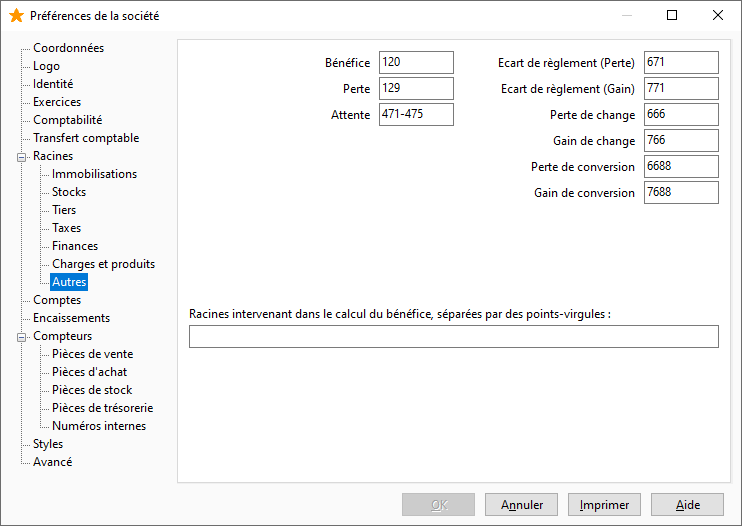 Préférences de la société
Coordonnées
Logo
Identité
Exercices
Comptabilité
Transfert comptable
Racines
Immobilisations
Stocks
Tiers
Taxes
Finances
Charges et produits
Autres
Comptes
Encaissements
Compteurs
Pièces de vente
Pièces d'achat
Pièces de stock
Pièces de trésorerie
Numéros internes
Styles
Avancé
Bénéfice 120
Perte 129
Attente 471-475
Ecart de règlement (Perte) 671
Ecart de règlement (Gain) 771
Perte de change 666
Gain de change 766
Perte de conversion 6688
Gain de conversion 7688
Racines intervenant dans le calcul du bénéfice, séparées par des points-virgules :
OK Annuler Imprimer Aide